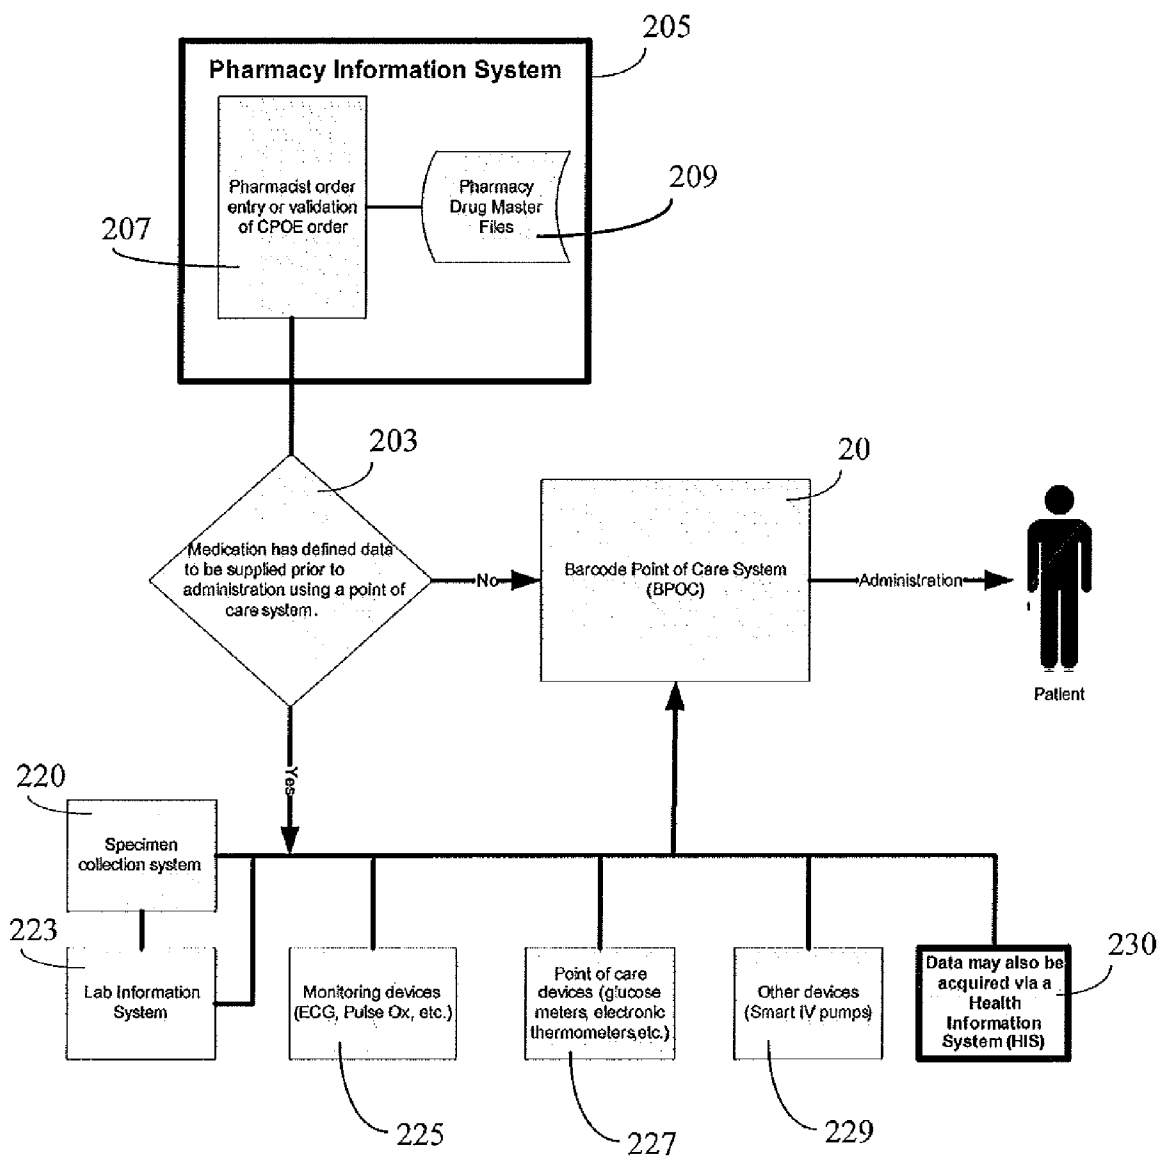 205
Pharmacy Information System
Pharmacist order
entry or validation
of CPOE order
207
Pharmacy
Drug Master
Files
209
203
Medication has defined data
to be supplied prior to
administration using a point of
care system.
No
20
Barcode Point of Care System
(BPOC)
Administration
Patient
Yes
220
Specimen
collection system
223
Lab Information
System
Monitoring devices
(ECG, Pulse Ox, etc.)
225
Point of care
devices (glucose
meters, electronic
thermometers,etc.)
227
Other devices
(Smart IV pumps)
229
Data may also be
acquired via a
Health
Information
System (HIS)
230